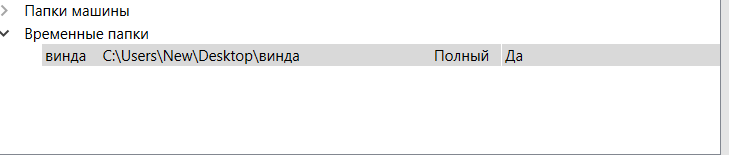 Папки машины
Временные папки
винда C:\Users\New\Desktop\винда Полный Да